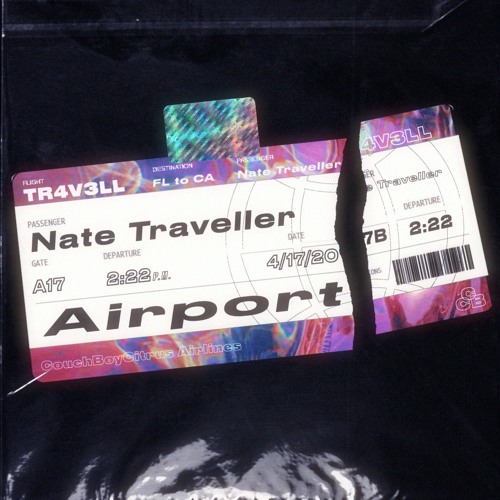 FLIGHT
TR4V3LL
DESTINATION
FL to CA
PASSENGER
Nate Traveller
PASSENGER
Nate Traveller
GATE
A17
DEPARTURE
2:22 P.M.
DATE
4/17/20
Airport
CouchBoyCitrus Airlines
4V3LL
Traveller
DEPARTURE
7B
2:22
CCB